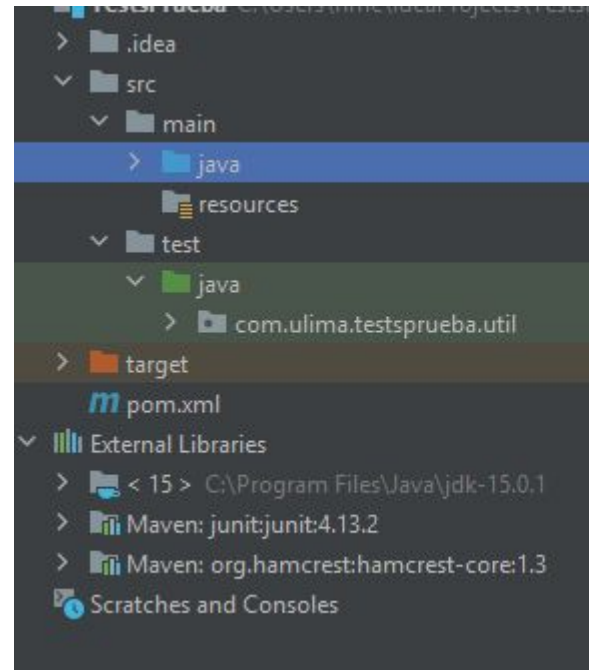 TestsPrueba
.idea
src
main
java
resources
test
java
com.ulima.testsprueba.util
target
pom.xml
External Libraries
< 15 > C:\Program Files\Java\jdk-15.0.1
Maven: junit:junit:4.13.2
Maven: org.hamcrest:hamcrest-core:1.3
Scratches and Consoles